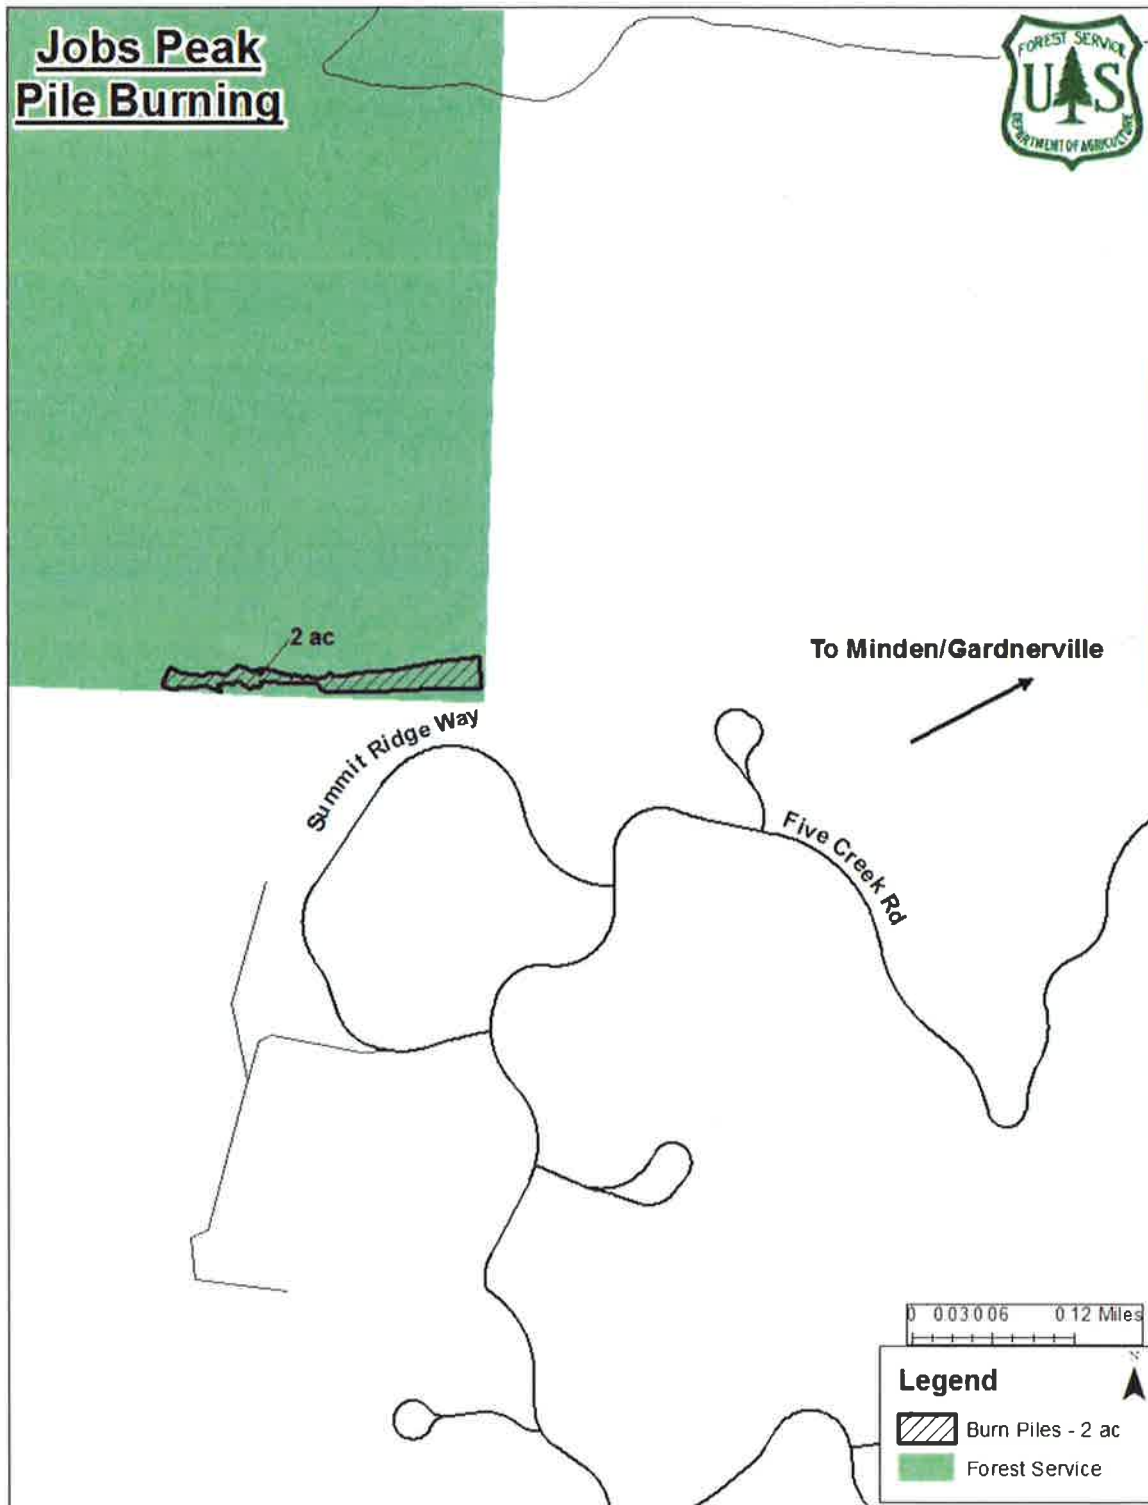 Jobs Peak
Pile Burning
FOREST SERVICE
U S
DEPARTMENT OF AGRICULTURE
2 ac
To Minden/Gardnerville
Summit Ridge Way
Five Creek Rd
0 0.03 0.06 0.12 Miles
N
Legend
Burn Piles - 2 ac
Forest Service